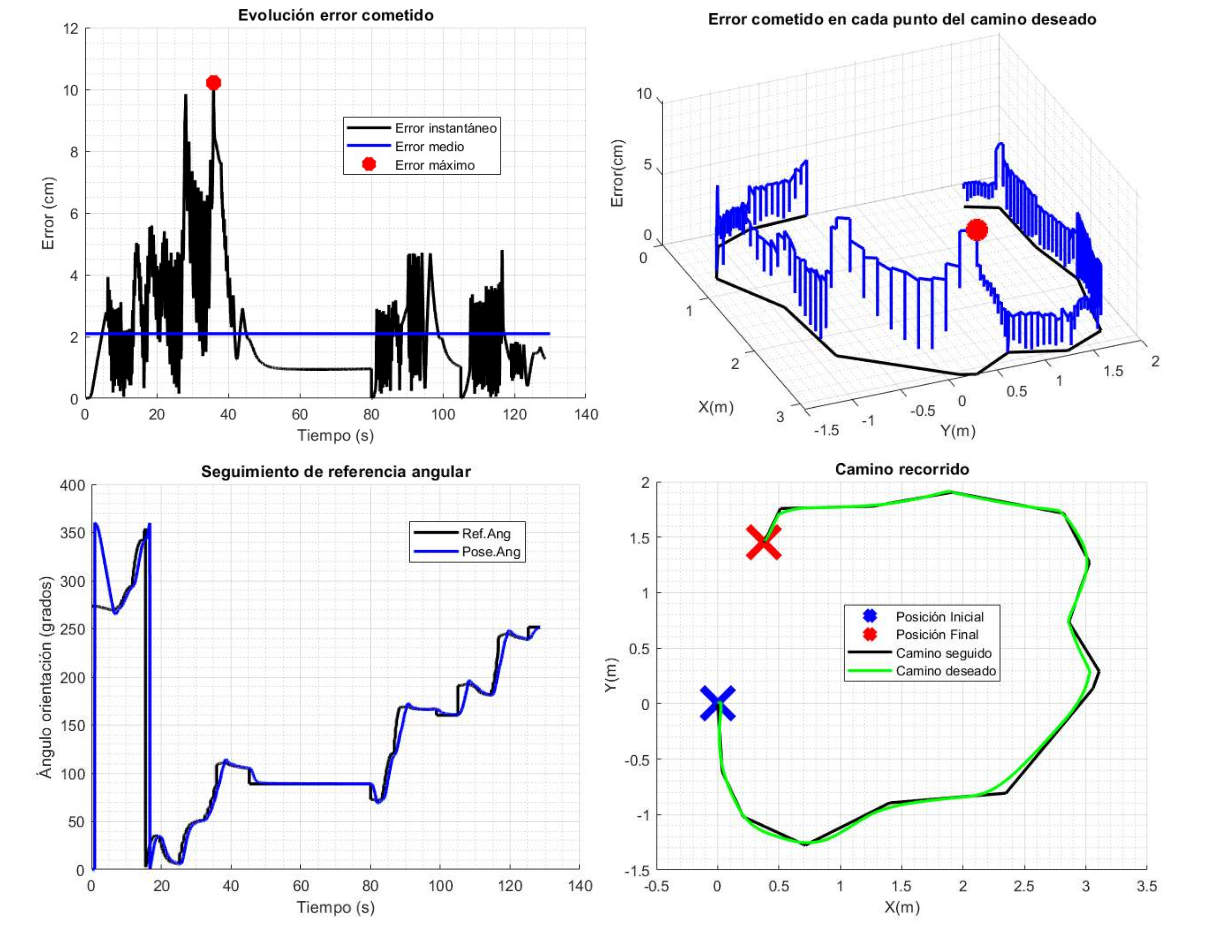 Evolución error cometido
12
10
8
6
4
2
0
Error (cm)
Error instantáneo
Error medio
Error máximo
0 20 40 60 80 100 120 140
Tiempo (s)
Error cometido en cada punto del camino deseado
10
5
0
Error(cm)
0
1
2
3
X(m)
-1.5 -1 -0.5 0 0.5 1 1.5 2
Y(m)
Seguimiento de referencia angular
400
350
300
250
200
150
100
50
0
Ángulo orientación (grados)
Ref.Ang
Pose.Ang
0 20 40 60 80 100 120 140
Tiempo (s)
Camino recorrido
2
1.5
1
0.5
0
-0.5
-1
-1.5
Y(m)
Posición Inicial
Posición Final
Camino seguido
Camino deseado
-0.5 0 0.5 1 1.5 2 2.5 3 3.5
X(m)